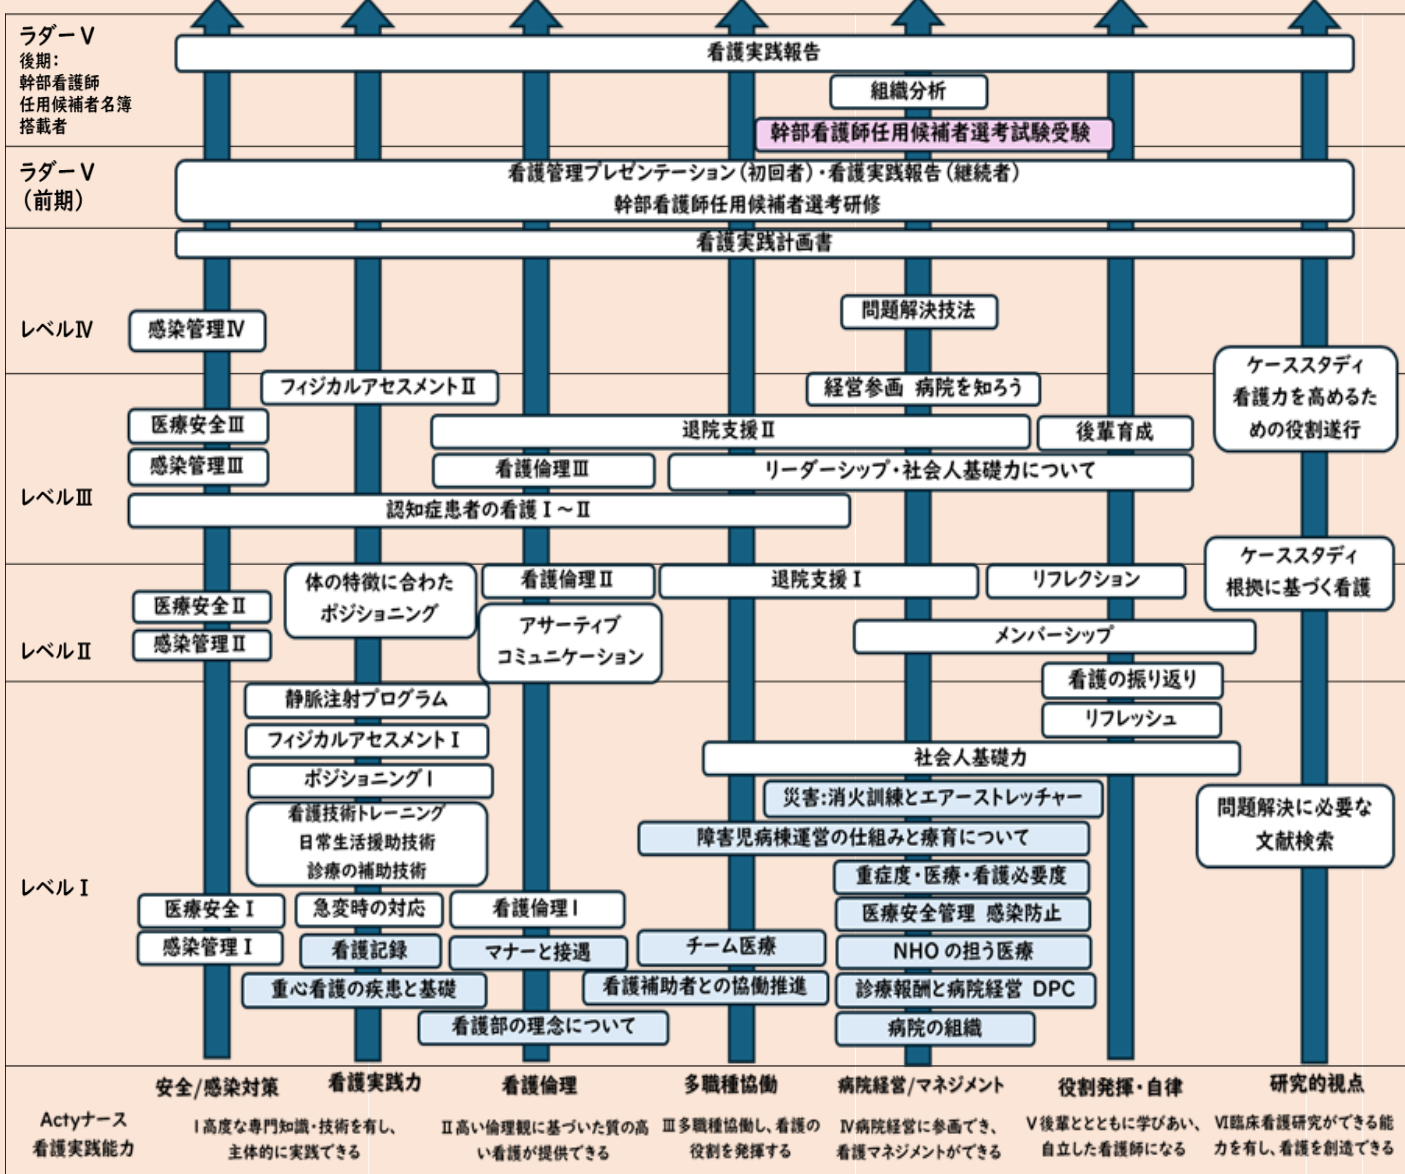 ラダーⅤ
後期:
幹部看護師
任用候補者名簿
搭載者
看護実践報告
組織分析
幹部看護師任用候補者選考試験受験
ラダーⅤ
(前期)
看護管理プレゼンテーション(初回者)・看護実践報告(継続者)
幹部看護師任用候補者選考研修
看護実践計画書
レベルⅣ
感染管理Ⅳ
問題解決技法
ケーススタディ
看護力を高めるた
めの役割遂行
フィジカルアセスメントⅡ
経営参画 病院を知ろう
レベルⅢ
医療安全Ⅲ
退院支援Ⅱ
後輩育成
感染管理Ⅲ
看護倫理Ⅲ
リーダーシップ・社会人基礎力について
認知症患者の看護Ⅰ~Ⅱ
ケーススタディ
根拠に基づく看護
レベルⅡ
体の特徴に合わた
ポジショニング
看護倫理Ⅱ
退院支援Ⅰ
リフレクション
医療安全Ⅱ
感染管理Ⅱ
アサーティブ
コミュニケーション
メンバーシップ
看護の振り返り
レベルⅠ
静脈注射プログラム
リフレッシュ
フィジカルアセスメントⅠ
社会人基礎力
ポジショニングⅠ
災害:消火訓練とエアーストレッチャー
問題解決に必要な
文献検索
看護技術トレーニング
日常生活援助技術
診療の補助技術
障害児病棟運営の仕組みと療育について
重症度・医療・看護必要度
医療安全Ⅰ
急変時の対応
看護倫理Ⅰ
医療安全管理 感染防止
感染管理Ⅰ
看護記録
マナーと接遇
チーム医療
NHOの担う医療
重心看護の疾患と基礎
看護補助者との協働推進
診療報酬と病院経営 DPC
看護部の理念について
病院の組織
安全/感染対策
看護実践力
看護倫理
多職種協働
病院経営/マネジメント
役割発揮・自律
研究的視点
Actyナース
看護実践能力
Ⅰ高度な専門知識・技術を有し、
主体的に実践できる
Ⅱ高い倫理観に基づいた質の高
い看護が提供できる
Ⅲ多職種協働し、看護の
役割を発揮する
Ⅳ病院経営に参画でき、
看護マネジメントができる
Ⅴ後輩ととともに学びあい、
自立した看護師になる
Ⅵ臨床看護研究ができる能
力を有し、看護を創造できる